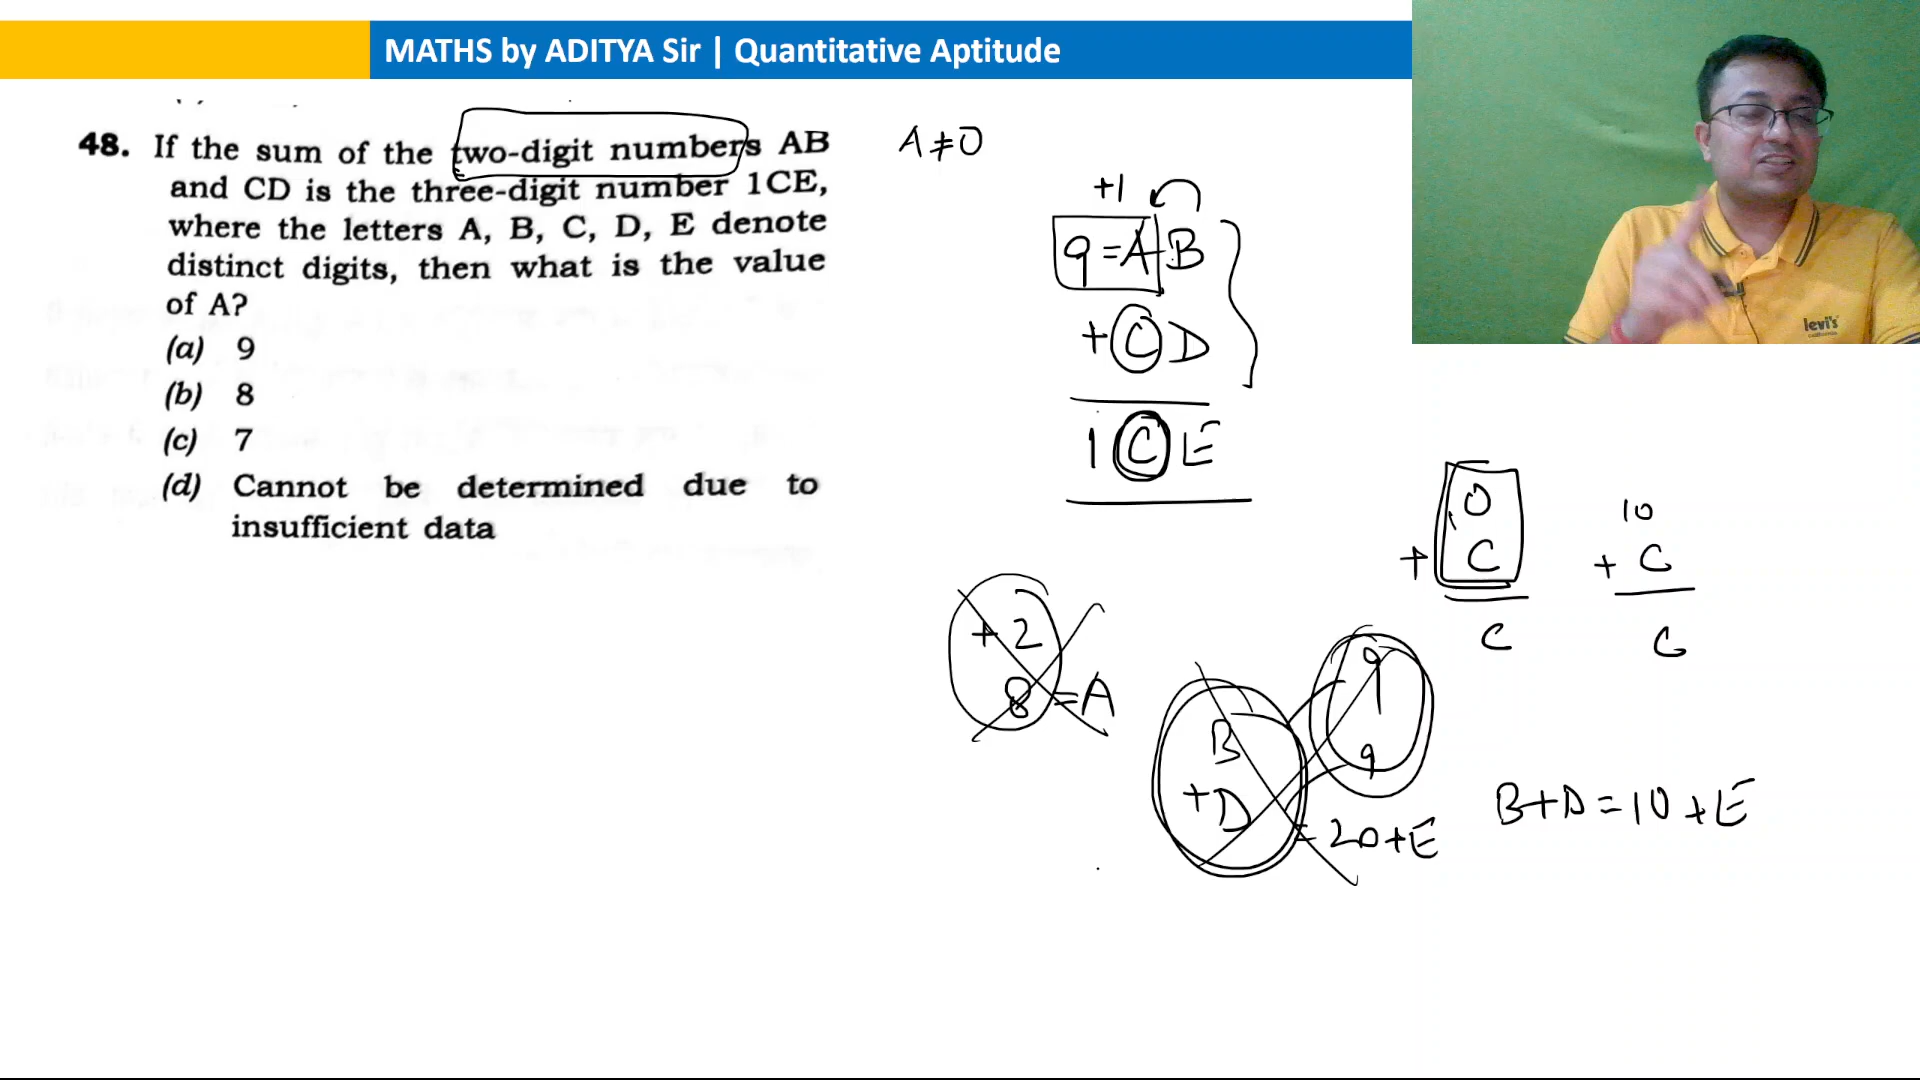 MATHS by ADITYA Sir | Quantitative Aptitude
48. If the sum of the two-digit numbers AB
and CD is the three-digit number 1CE,
where the letters A, B, C, D, E denote
distinct digits, then what is the value
of A?
(a) 9
(b) 8
(c) 7
(d) Cannot be determined due to
insufficient data
A≠0
+1
9=A B
+ C D
1 C E
0
+ C
C
10
+ C
C
+2
8 =A
B
+D
= 20+E
9
9
B+D=10+E
levi's